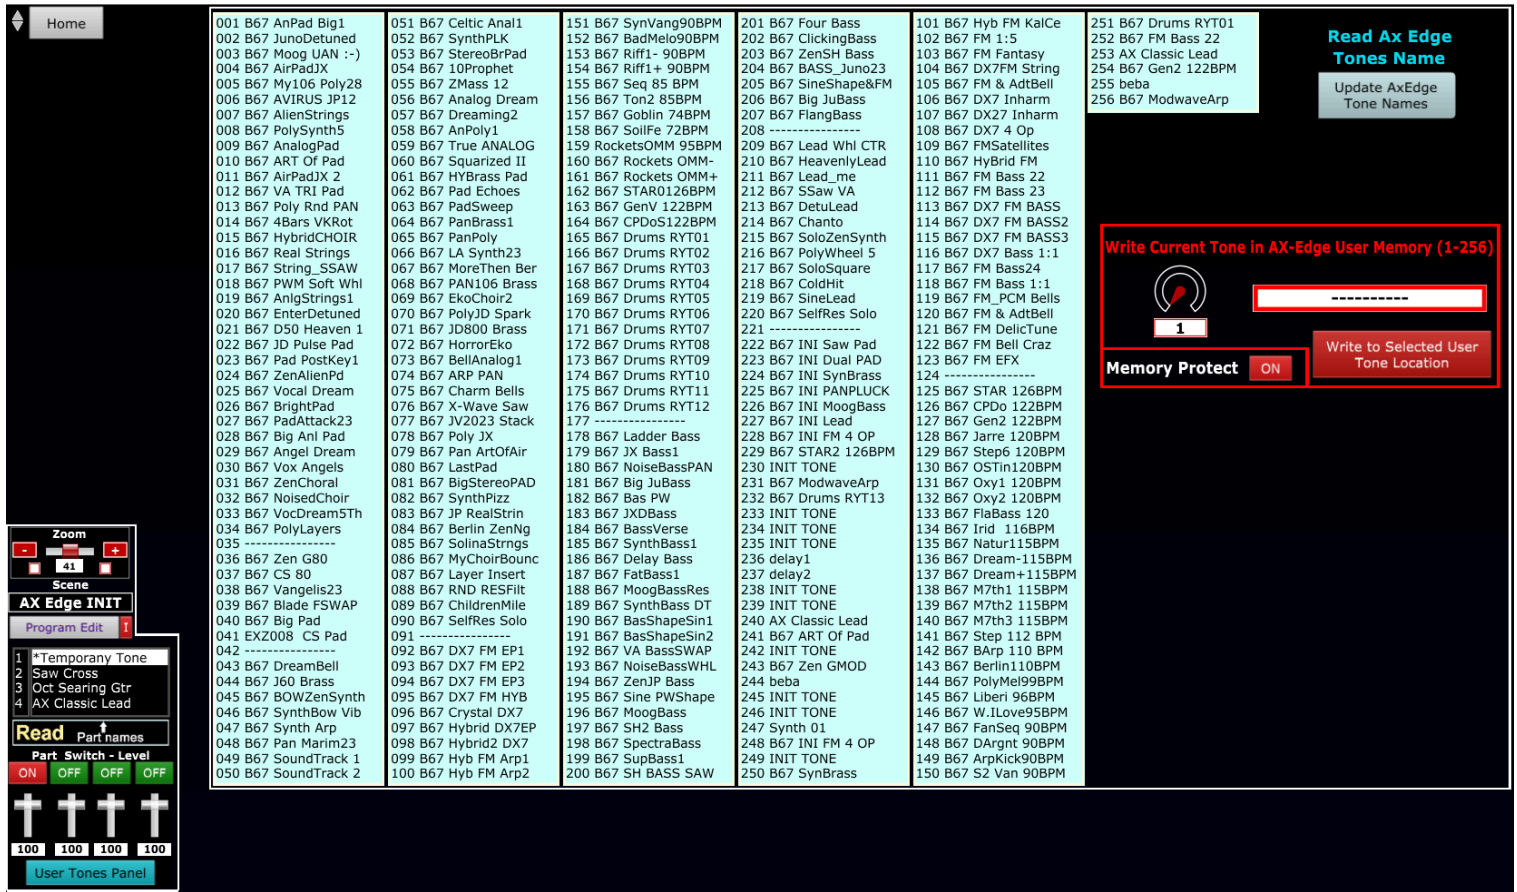 Home
001 B67 AnPad Big1
002 B67 JunoDetuned
003 B67 Moog UAN :-)
004 B67 AirPadJX
005 B67 My106 Poly28
006 B67 AVIRUS JP12
007 B67 AlienStrings
008 B67 PolySynth5
009 B67 AnalogPad
010 B67 ART Of Pad
011 B67 AirPadJX 2
012 B67 VA TRI Pad
013 B67 Poly Rnd PAN
014 B67 4Bars VKRot
015 B67 HybridCHOIR
016 B67 Real Strings
017 B67 String_SSAW
018 B67 PWM Soft Whl
019 B67 AnlgStrings1
020 B67 EnterDetuned
021 B67 D50 Heaven 1
022 B67 JD Pulse Pad
023 B67 Pad PostKey1
024 B67 ZenAlienPd
025 B67 Vocal Dream
026 B67 BrightPad
027 B67 PadAttack23
028 B67 Big Anl Pad
029 B67 Angel Dream
030 B67 Vox Angels
031 B67 ZenChoral
032 B67 NoisedChoir
033 B67 VocDream5Th
034 B67 PolyLayers
035 ----------------
036 B67 Zen G80
037 B67 CS 80
038 B67 Vangelis23
039 B67 Blade FSWAP
040 B67 Big Pad
041 EXZ008  CS Pad
042 ----------------
043 B67 DreamBell
044 B67 J60 Brass
045 B67 BOWZenSynth
046 B67 SynthBow Vib
047 B67 Synth Arp
048 B67 Pan Marim23
049 B67 SoundTrack 1
050 B67 SoundTrack 2
051 B67 Celtic Anal1
052 B67 SynthPLK
053 B67 StereoBrPad
054 B67 10Prophet
055 B67 ZMass 12
056 B67 Analog Dream
057 B67 Dreaming2
058 B67 AnPoly1
059 B67 True ANALOG
060 B67 Squarized II
061 B67 HYBrass Pad
062 B67 Pad Echoes
063 B67 PadSweep
064 B67 PanBrass1
065 B67 PanPoly
066 B67 LA Synth23
067 B67 MoreThen Ber
068 B67 PAN106 Brass
069 B67 EkoChoir2
070 B67 PolyJD Spark
071 B67 JD800 Brass
072 B67 HorrorEko
073 B67 BellAnalog1
074 B67 ARP PAN
075 B67 Charm Bells
076 B67 X-Wave Saw
077 B67 JV2023 Stack
078 B67 Poly JX
079 B67 Pan ArtOfAir
080 B67 LastPad
081 B67 BigStereoPAD
082 B67 SynthPizz
083 B67 JP RealStrin
084 B67 Berlin ZenNg
085 B67 SolinaStrngs
086 B67 MyChoirBounc
087 B67 Layer Insert
088 B67 RND RESFilt
089 B67 ChildrenMile
090 B67 SelfRes Solo
091 ----------------
092 B67 DX7 FM EP1
093 B67 DX7 FM EP2
094 B67 DX7 FM EP3
095 B67 DX7 FM HYB
096 B67 Crystal DX7
097 B67 Hybrid DX7EP
098 B67 Hybrid2 DX7
099 B67 Hyb FM Arp1
100 B67 Hyb FM Arp2
151 B67 SynVang90BPM
152 B67 BadMelo90BPM
153 B67 Riff1- 90BPM
154 B67 Riff1+ 90BPM
155 B67 Seq 85 BPM
156 B67 Ton2 85BPM
157 B67 Goblin 74BPM
158 B67 SoilFe 72BPM
159 RocketsOMM 95BPM
160 B67 Rockets OMM-
161 B67 Rockets OMM+
162 B67 STAR0126BPM
163 B67 GenV 122BPM
164 B67 CPDoS122BPM
165 B67 Drums RYT01
166 B67 Drums RYT02
167 B67 Drums RYT03
168 B67 Drums RYT04
169 B67 Drums RYT05
170 B67 Drums RYT06
171 B67 Drums RYT07
172 B67 Drums RYT08
173 B67 Drums RYT09
174 B67 Drums RYT10
175 B67 Drums RYT11
176 B67 Drums RYT12
177 ----------------
178 B67 Ladder Bass
179 B67 JX Bass1
180 B67 NoiseBassPAN
181 B67 Big JuBass
182 B67 Bas PW
183 B67 JXDBass
184 B67 BassVerse
185 B67 SynthBass1
186 B67 Delay Bass
187 B67 FatBass1
188 B67 MoogBassRes
189 B67 SynthBass DT
190 B67 BasShapeSin1
191 B67 BasShapeSin2
192 B67 VA BassSWAP
193 B67 NoiseBassWHL
194 B67 ZenJP Bass
195 B67 Sine PWShape
196 B67 MoogBass
197 B67 SH2 Bass
198 B67 SpectraBass
199 B67 SupBass1
200 B67 SH BASS SAW
201 B67 Four Bass
202 B67 ClickingBass
203 B67 ZenSH Bass
204 B67 BASS_Juno23
205 B67 SineShape&FM
206 B67 Big JuBass
207 B67 FlangBass
208 ----------------
209 B67 Lead Whl CTR
210 B67 HeavenlyLead
211 B67 Lead_me
212 B67 SSaw VA
213 B67 DetuLead
214 B67 Chanto
215 B67 SoloZenSynth
216 B67 PolyWheel 5
217 B67 SoloSquare
218 B67 ColdHit
219 B67 SineLead
220 B67 SelfRes Solo
221 ----------------
222 B67 INI Saw Pad
223 B67 INI Dual PAD
224 B67 INI SynBrass
225 B67 INI PANPLUCK
226 B67 INI MoogBass
227 B67 INI Lead
228 B67 INI FM 4 OP
229 B67 STAR2 126BPM
230 INIT TONE
231 B67 ModwaveArp
232 B67 Drums RYT13
233 INIT TONE
234 INIT TONE
235 INIT TONE
236 delay1
237 delay2
238 INIT TONE
239 INIT TONE
240 AX Classic Lead
241 B67 ART Of Pad
242 INIT TONE
243 B67 Zen GMOD
244 beba
245 INIT TONE
246 INIT TONE
247 Synth 01
248 B67 INI FM 4 OP
249 INIT TONE
250 B67 SynBrass
101 B67 Hyb FM KalCe
102 B67 FM 1:5
103 B67 FM Fantasy
104 B67 DX7FM String
105 B67 FM & AdtBell
106 B67 DX7 Inharm
107 B67 DX27 Inharm
108 B67 DX7 4 Op
109 B67 FMSatellites
110 B67 HyBrid FM
111 B67 FM Bass 22
112 B67 FM Bass 23
113 B67 DX7 FM BASS
114 B67 DX7 FM BASS2
115 B67 DX7 FM BASS3
116 B67 DX7 Bass 1:1
117 B67 FM Bass24
118 B67 FM Bass 1:1
119 B67 FM_PCM Bells
120 B67 FM & AdtBell
121 B67 FM DelicTune
122 B67 FM Bell Craz
123 B67 FM EFX
124 ----------------
125 B67 STAR 126BPM
126 B67 CPDo 122BPM
127 B67 Gen2 122BPM
128 B67 Jarre 120BPM
129 B67 Step6 120BPM
130 B67 OSTin120BPM
131 B67 Oxy1 120BPM
132 B67 Oxy2 120BPM
133 B67 FlaBass 120
134 B67 Irid  116BPM
135 B67 Natur115BPM
136 B67 Dream-115BPM
137 B67 Dream+115BPM
138 B67 M7th1 115BPM
139 B67 M7th2 115BPM
140 B67 M7th3 115BPM
141 B67 Step 112 BPM
142 B67 BArp 110 BPM
143 B67 Berlin110BPM
144 B67 PolyMel99BPM
145 B67 Liberi 96BPM
146 B67 W.ILove95BPM
147 B67 FanSeq 90BPM
148 B67 DArgnt 90BPM
149 B67 ArpKick90BPM
150 B67 S2 Van 90BPM
251 B67 Drums RYT01
252 B67 FM Bass 22
253 AX Classic Lead
254 B67 Gen2 122BPM
255 beba
256 B67 ModwaveArp
Read Ax Edge
Tones Name
Update AxEdge
Tone Names
Write Current Tone in AX-Edge User Memory (1-256)
----------
1
Write to Selected User
Tone Location
Memory Protect ON
Zoom
- +
41
Scene
AX Edge INIT
Program Edit I
1 *Temporany Tone
2 Saw Cross
3 Oct Searing Gtr
4 AX Classic Lead
Read Part names
Part Switch - Level
ON OFF OFF OFF
100 100 100 100
User Tones Panel